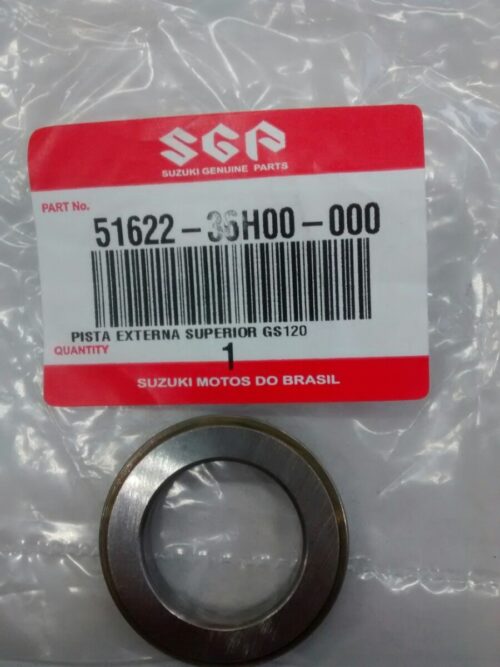 SGP
SUZUKI GENUINE PARTS
PART No.
51622-36H00-000
PISTA EXTERNA SUPERIOR GS120
QUANTITY
1
SUZUKI MOTOS DO BRASIL